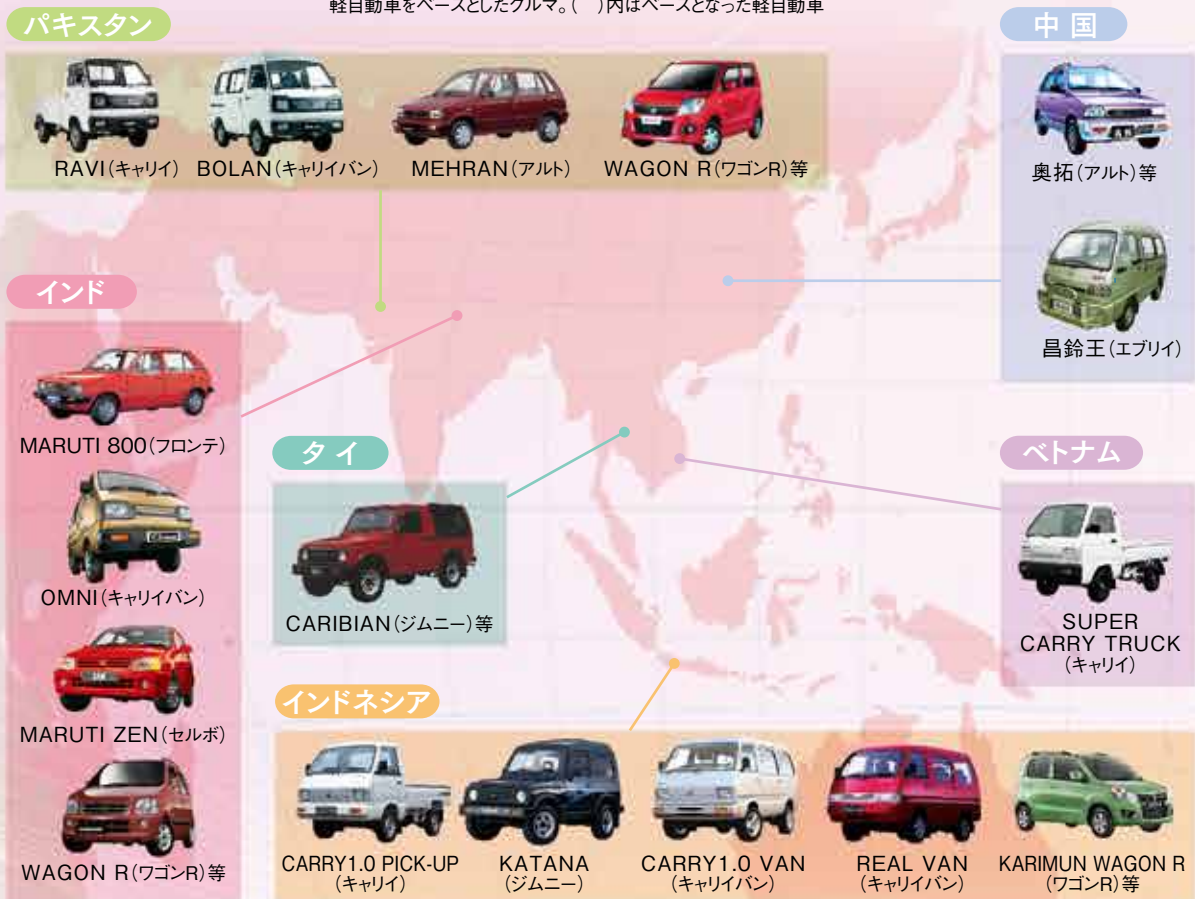 軽自動車をベースとしたクルマ。(　)内はベースとなった軽自動車
パキスタン
RAVI(キャリイ)
BOLAN(キャリイバン)
MEHRAN(アルト)
WAGON R(ワゴンR)等
中国
奥拓(アルト)等
昌鈴王(エブリイ)
インド
MARUTI 800(フロンテ)
OMNI(キャリイバン)
MARUTI ZEN(セルボ)
WAGON R(ワゴンR)等
タイ
CARIBIAN(ジムニー)等
ベトナム
SUPER
CARRY TRUCK
(キャリイ)
インドネシア
CARRY1.0 PICK-UP
(キャリイ)
KATANA
(ジムニー)
CARRY1.0 VAN
(キャリイバン)
REAL VAN
(キャリイバン)
KARIMUN WAGON R
(ワゴンR)等